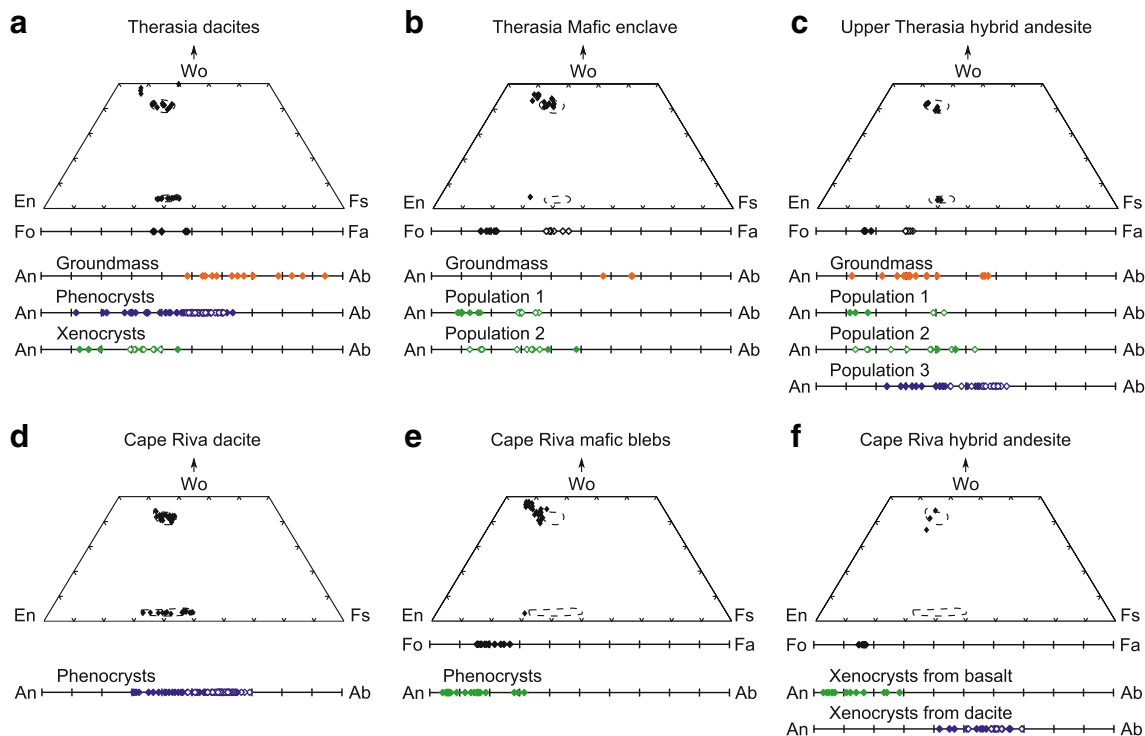 a
Therasia dacites
Wo
En Fs
Fo Fa
Groundmass
An Ab
Phenocrysts
An Ab
Xenocrysts
An Ab
b
Therasia Mafic enclave
Wo
En Fs
Fo Fa
Groundmass
An Ab
Population 1
An Ab
Population 2
An Ab
c
Upper Therasia hybrid andesite
Wo
En Fs
Fo Fa
Groundmass
An Ab
Population 1
An Ab
Population 2
An Ab
Population 3
An Ab
d
Cape Riva dacite
Wo
En Fs
Phenocrysts
An Ab
e
Cape Riva mafic blebs
Wo
En Fs
Fo Fa
Phenocrysts
An Ab
f
Cape Riva hybrid andesite
Wo
En Fs
Fo Fa
Xenocrysts from basalt
An Ab
Xenocrysts from dacite
An Ab